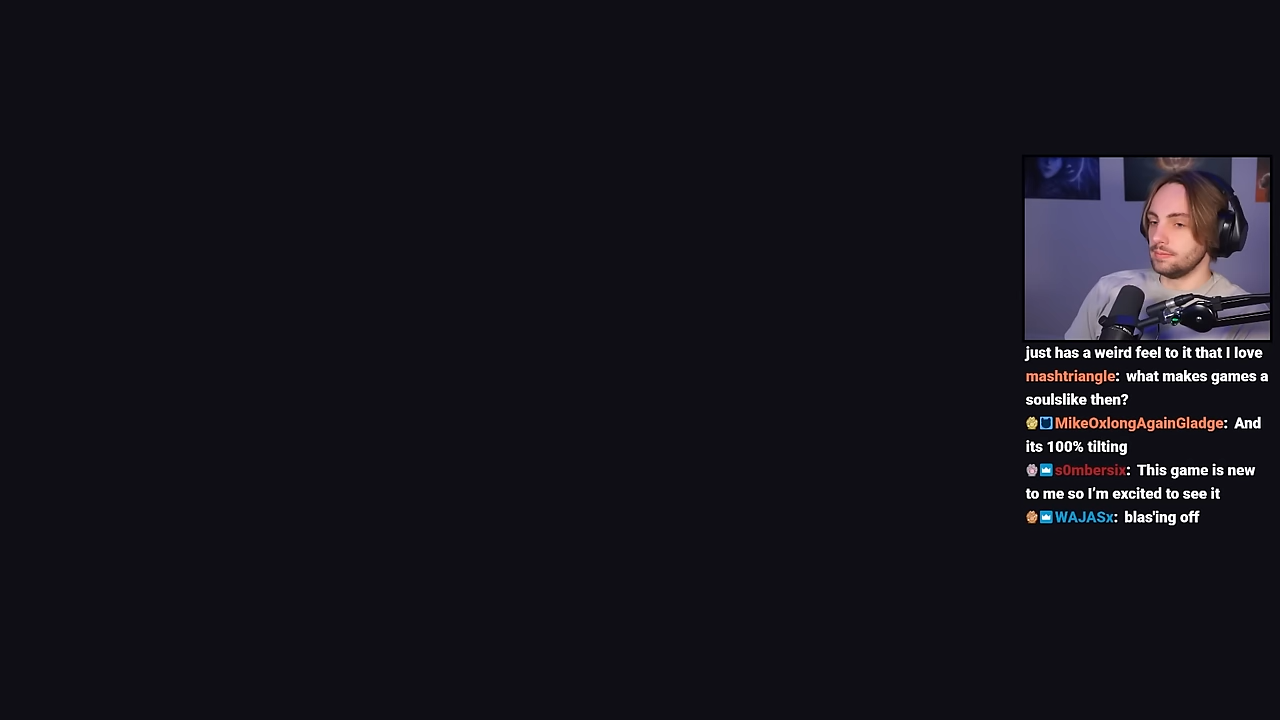 just has a weird feel to it that I love
mashtriangle: what makes games a
soulslike then?
MikeOxlongAgainGladge: And
its 100% tilting
s0mbersix: This game is new
to me so I'm excited to see it
WAJASx: blas'ing off